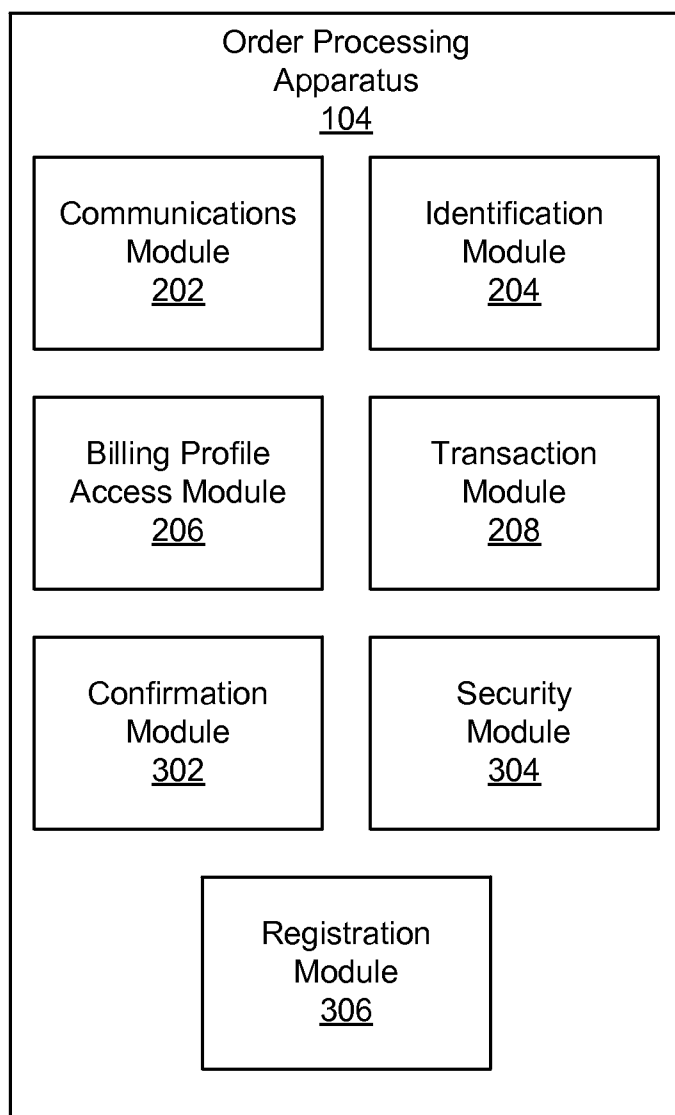 Order Processing
Apparatus
104
Communications
Module
202
Identification
Module
204
Billing Profile
Access Module
206
Transaction
Module
208
Confirmation
Module
302
Security
Module
304
Registration
Module
306